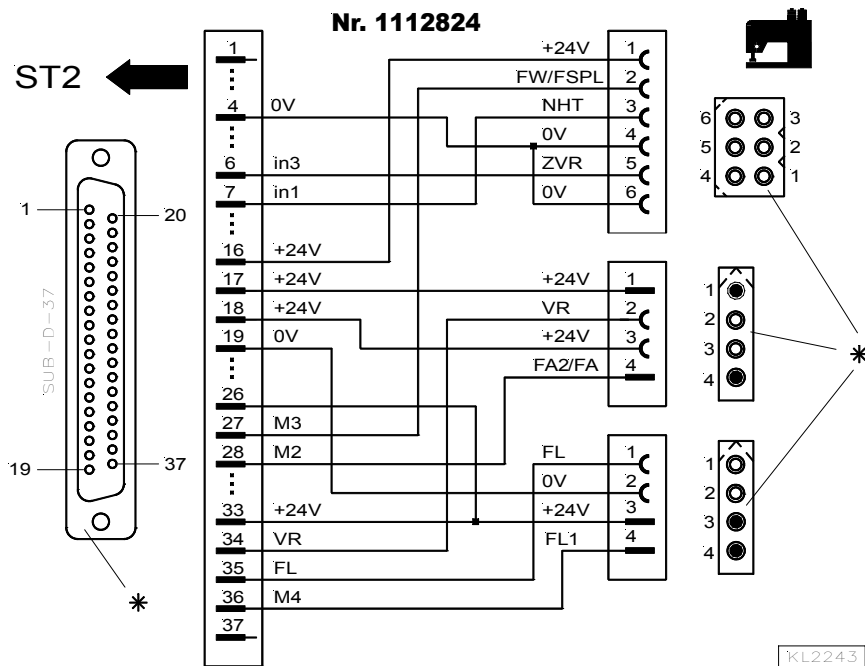 Nr. 1112824
ST2
1
4 0V
6 in3
7 in1
16 +24V
17 +24V
18 +24V
19 0V
26
27 M3
28 M2
33 +24V
34 VR
35 FL
36 M4
37
+24V 1
FW/FSPL 2
NHT 3
0V 4
ZVR 5
0V 6
+24V 1
VR 2
+24V 3
FA2/FA 4
FL 1
0V 2
+24V 3
FL1 4
1 20
SUB-D-37
19 37
*
6 3
5 2
4 1
1
2
3
4
*
1
2
3
4
KL2243